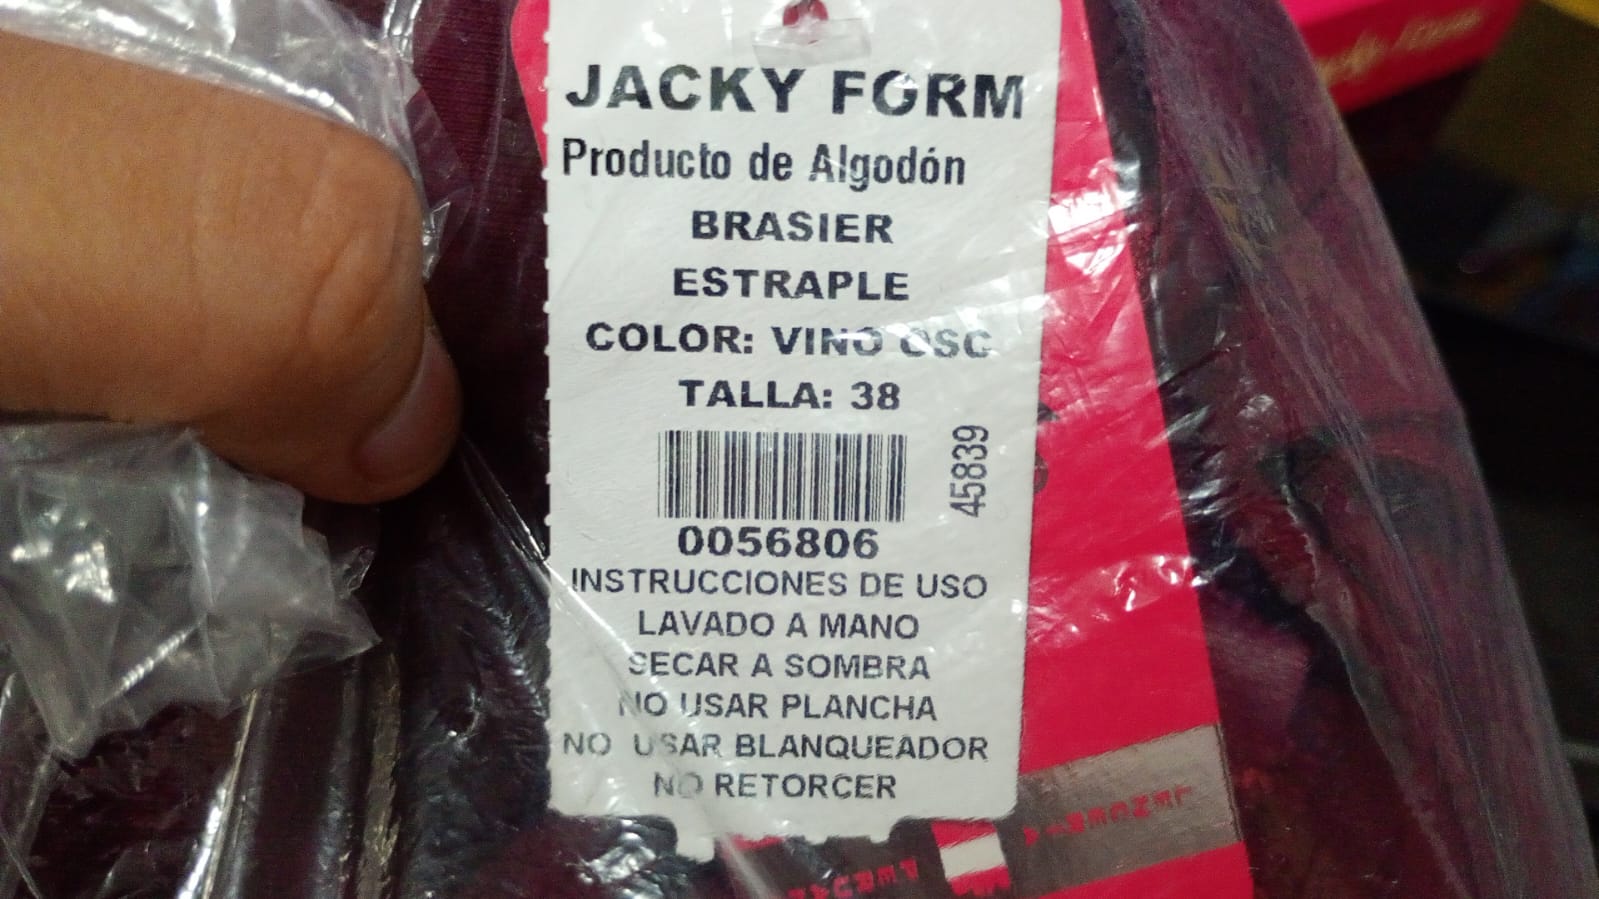 JACKY FORM
Producto de Algodón
BRASIER
ESTRAPLE
COLOR: VINO OSC
TALLA: 38
45839
0056806
INSTRUCCIONES DE USO
LAVADO A MANO
SECAR A SOMBRA
NO USAR PLANCHA
NO USAR BLANQUEADOR
NO RETORCER